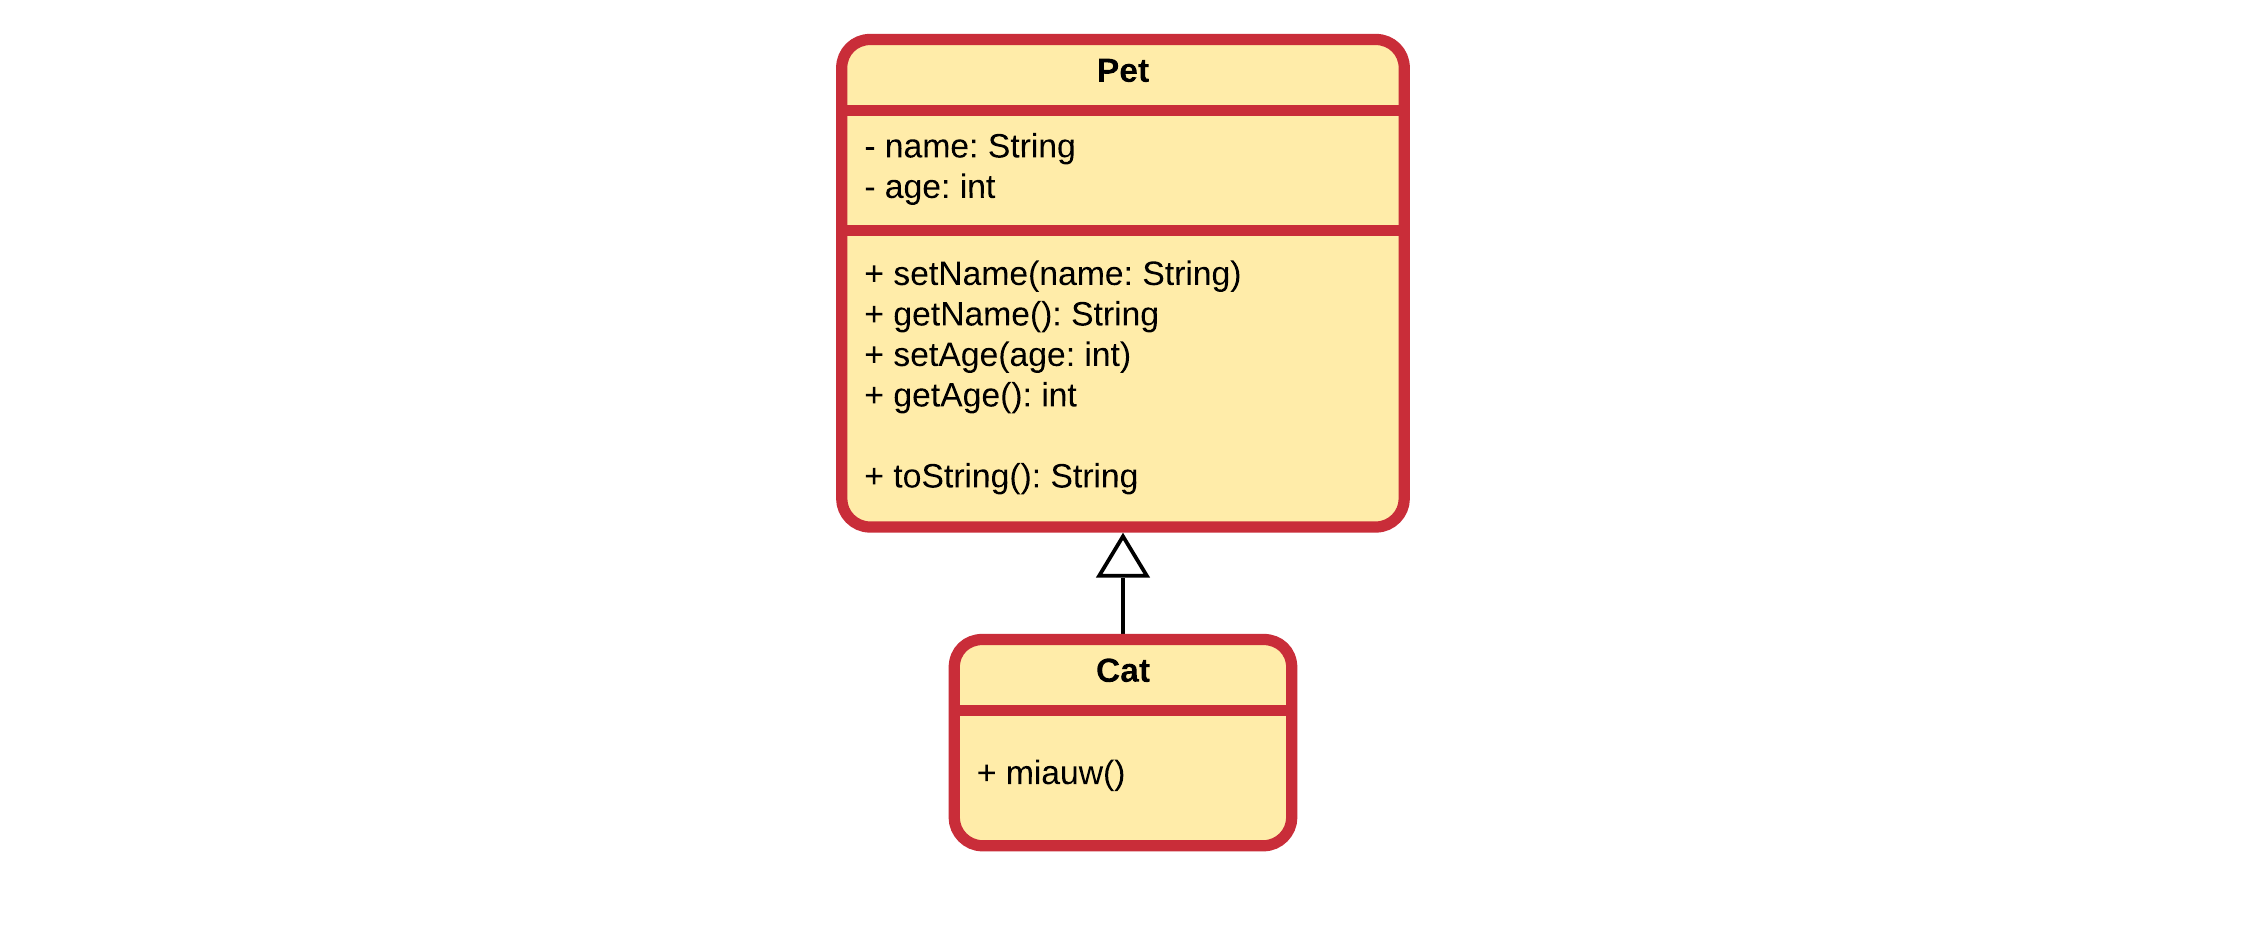 Pet
- name: String
- age: int
+ setName(name: String)
+ getName(): String
+ setAge(age: int)
+ getAge(): int
+ toString(): String
Cat
+ miauw()